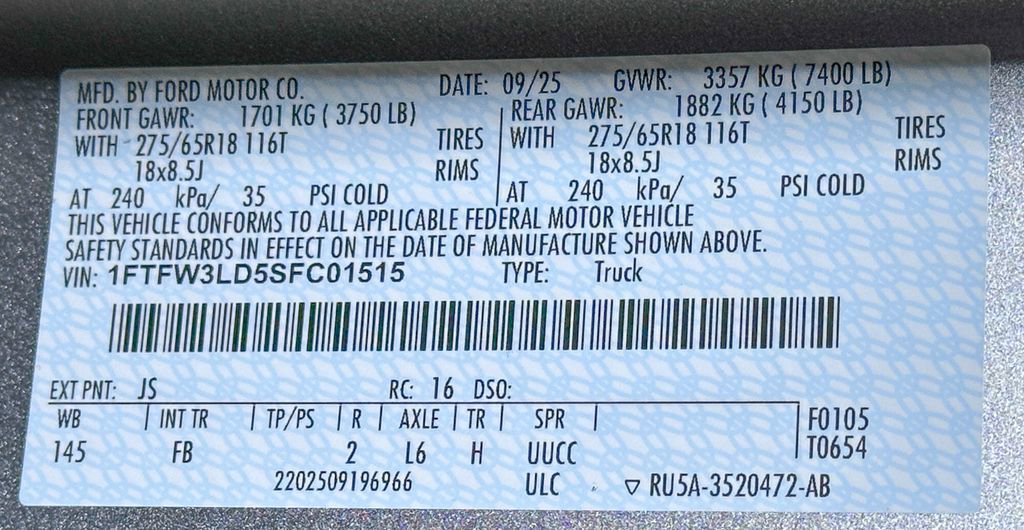 MFD. BY FORD MOTOR CO. DATE: 09/25 GVWR: 3357 KG ( 7400 LB)
FRONT GAWR: 1701 KG ( 3750 LB) REAR GAWR: 1882 KG ( 4150 LB)
WITH 275/65R18 116T TIRES WITH 275/65R18 116T TIRES
18x8.5J RIMS 18x8.5J RIMS
AT 240 kPa/ 35 PSI COLD AT 240 kPa/ 35 PSI COLD
THIS VEHICLE CONFORMS TO ALL APPLICABLE FEDERAL MOTOR VEHICLE
SAFETY STANDARDS IN EFFECT ON THE DATE OF MANUFACTURE SHOWN ABOVE.
VIN: 1FTFW3LD5SFC01515 TYPE: Truck
EXT PNT: JS RC: 16 DSO:
WB | INT TR | TP/PS | R | AXLE | TR | SPR | F0105
145 FB 2 L6 H UUCC T0654
2202509196966 ULC ▽ RU5A-3520472-AB